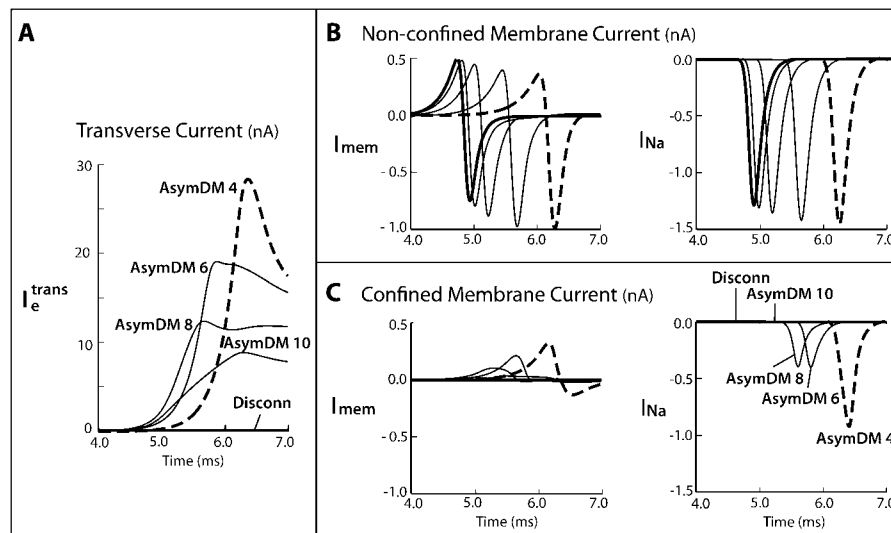 A
Transverse Current (nA)
30
20
10
0
I_e^trans
AsymDM 4
AsymDM 6
AsymDM 8
AsymDM 10
Disconn
4.0 5.0 6.0 7.0
Time (ms)
B Non-confined Membrane Current (nA)
0.5
0.0
-0.5
-1.0
I_mem
4.0 5.0 6.0 7.0
0.0
-0.5
-1.0
-1.5
I_Na
4.0 5.0 6.0 7.0
C Confined Membrane Current (nA)
0.5
0.0
-0.5
-1.0
I_mem
4.0 5.0 6.0 7.0
Time (ms)
Disconn
AsymDM 10
0.0
-0.5
-1.0
-1.5
I_Na
AsymDM 8
AsymDM 6
AsymDM 4
4.0 5.0 6.0 7.0
Time (ms)